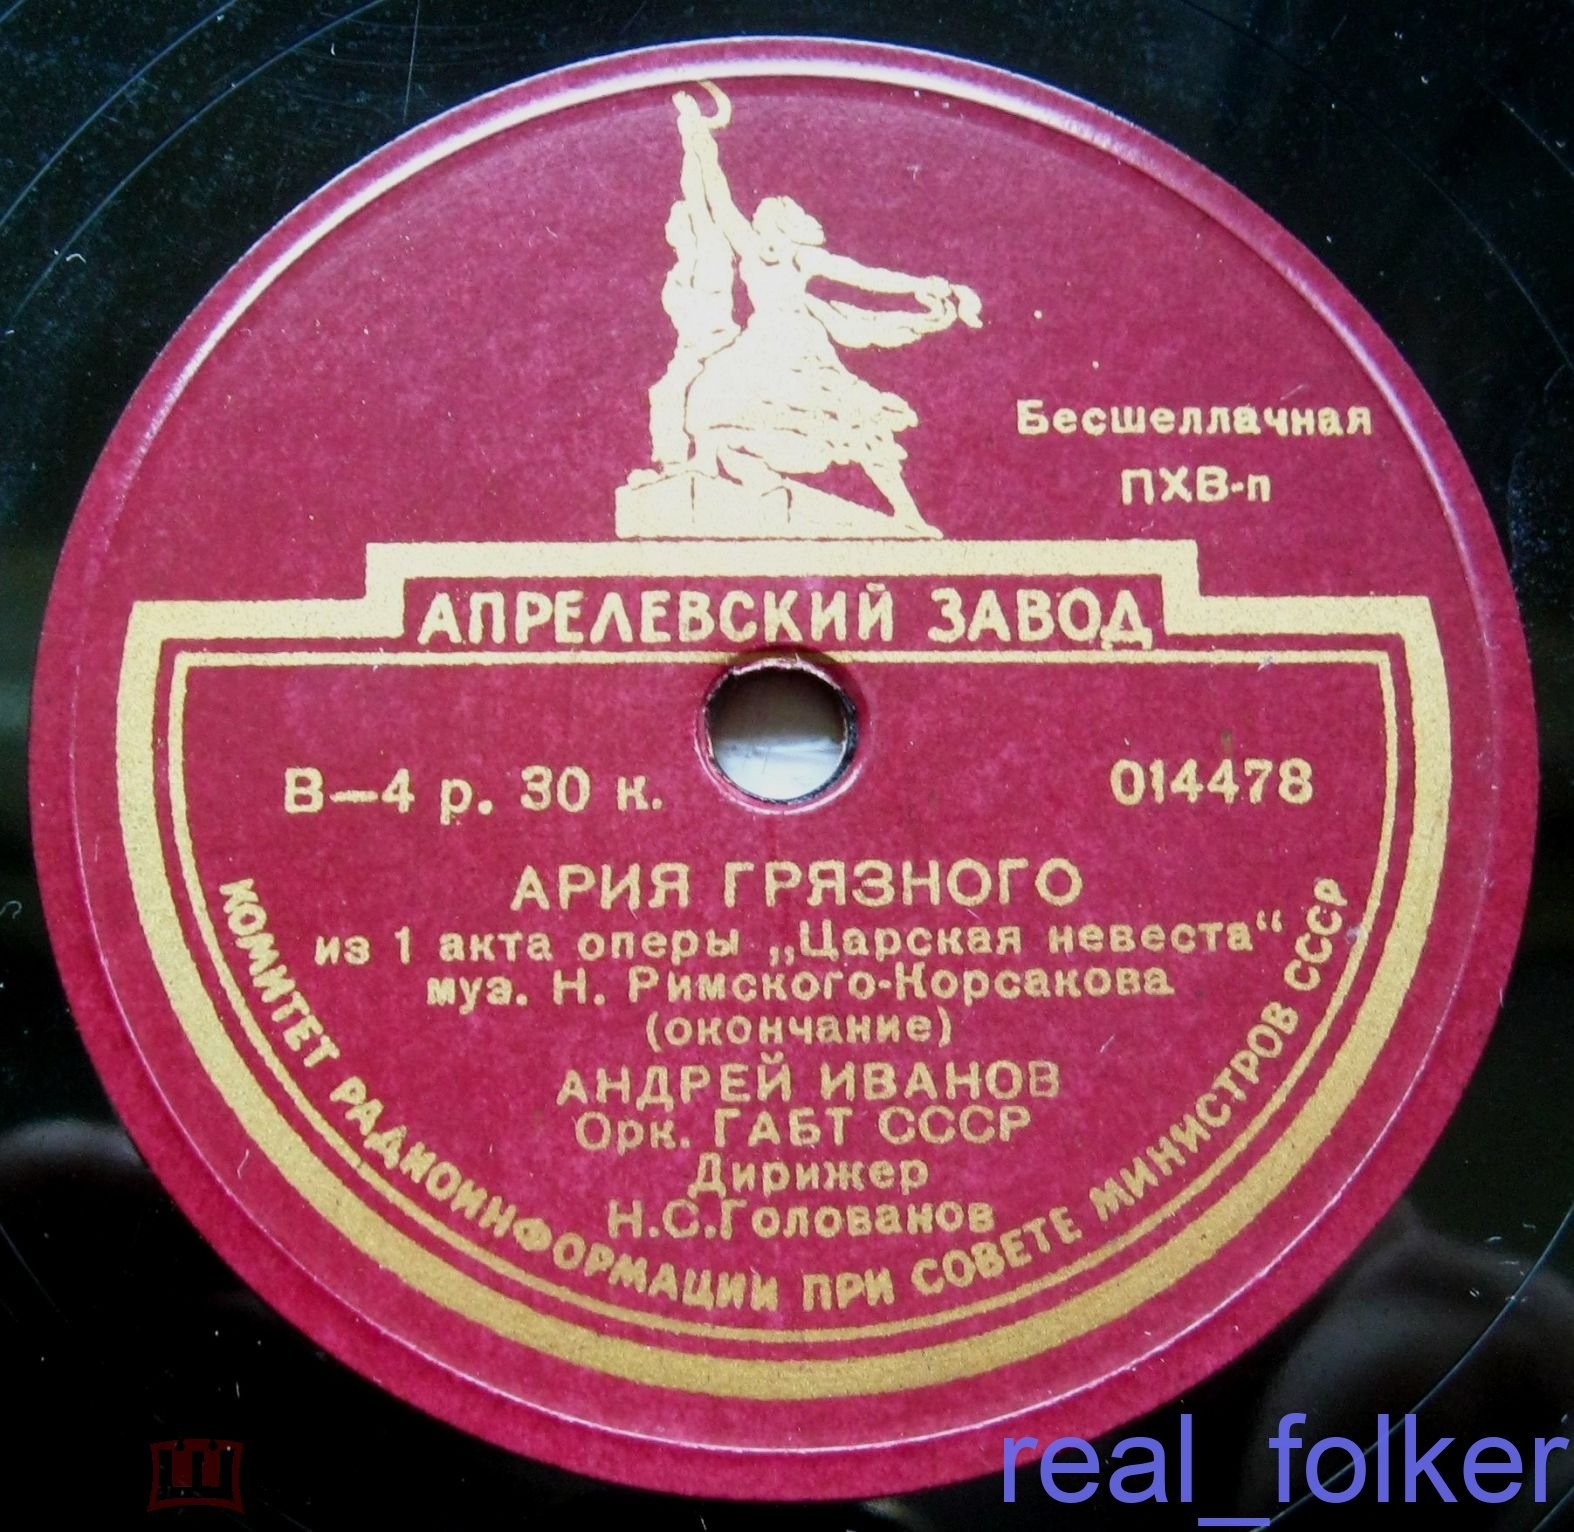 Бесшеллачная
ПХВ-п
АПРЕЛЕВСКИЙ ЗАВОД
В—4 р. 30 к.
014478
АРИЯ ГРЯЗНОГО
из 1 акта оперы „Царская невеста“
муз. Н. Римского-Корсакова
(окончание)
АНДРЕЙ ИВАНОВ
Орк. ГАБТ СССР
Дирижер
Н.С.Голованов
КОМИТЕТ РАДИОИНФОРМАЦИИ ПРИ СОВЕТЕ МИНИСТРОВ СССР
real_folker